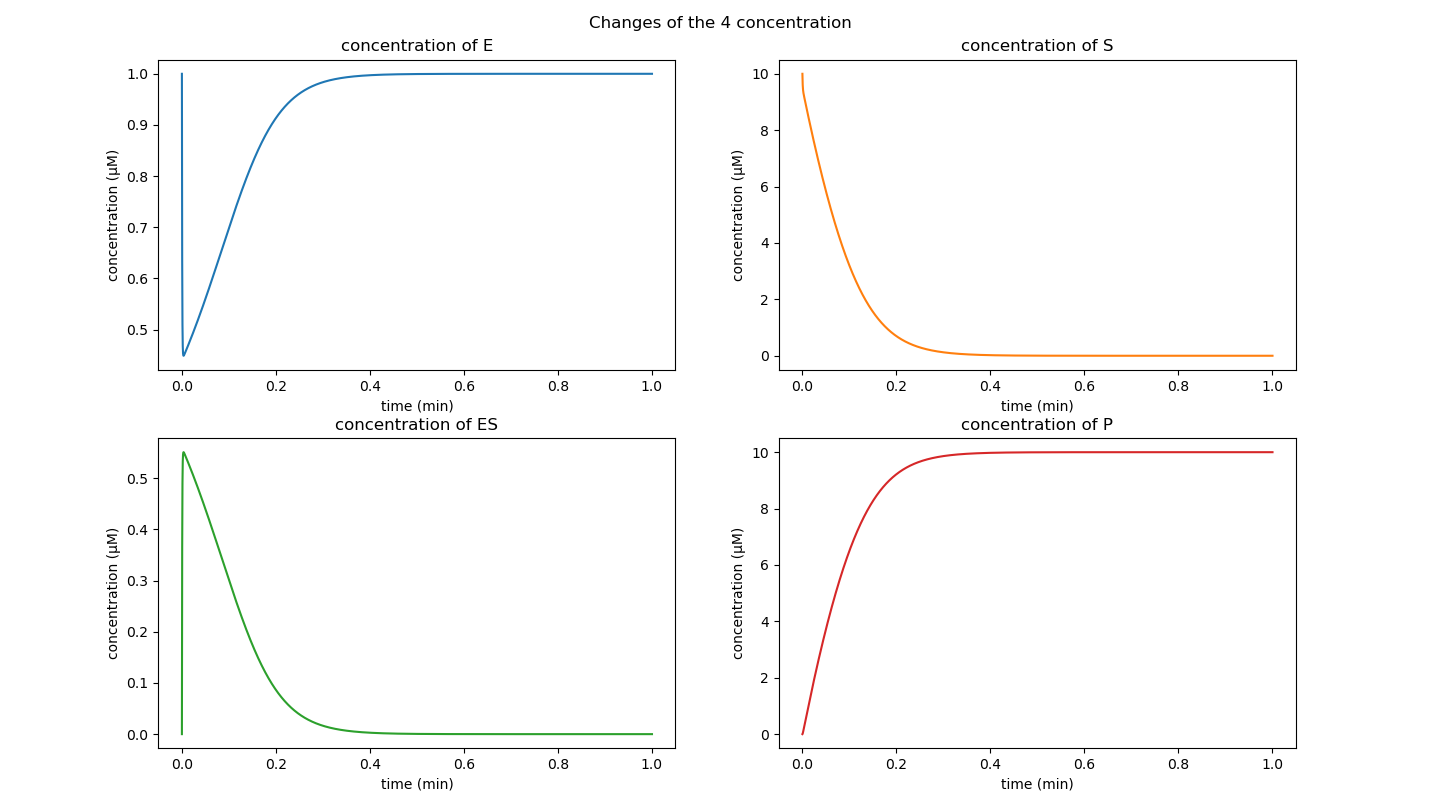 Changes of the 4 concentration
concentration of E
concentration (μM)
1.0
0.9
0.8
0.7
0.6
0.5
0.0 0.2 0.4 0.6 0.8 1.0
time (min)
concentration of S
concentration (μM)
10
8
6
4
2
0
0.0 0.2 0.4 0.6 0.8 1.0
time (min)
concentration of ES
concentration (μM)
0.5
0.4
0.3
0.2
0.1
0.0
0.0 0.2 0.4 0.6 0.8 1.0
time (min)
concentration of P
concentration (μM)
10
8
6
4
2
0
0.0 0.2 0.4 0.6 0.8 1.0
time (min)